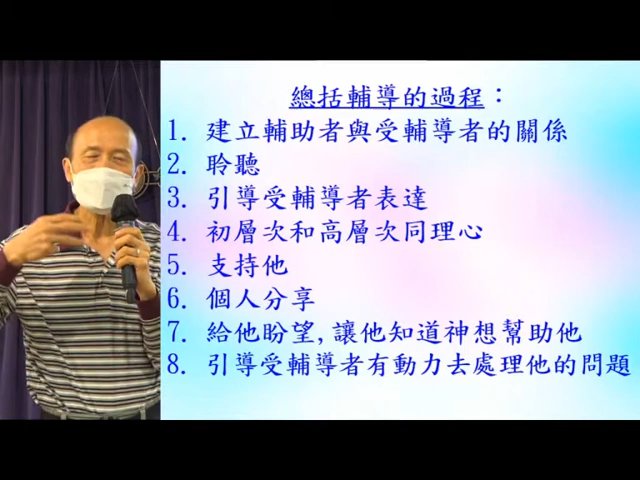 總括輔導的過程：
1. 建立輔助者與受輔導者的關係
2. 聆聽
3. 引導受輔導者表達
4. 初層次和高層次同理心
5. 支持他
6. 個人分享
7. 給他盼望,讓他知道神想幫助他
8. 引導受輔導者有動力去處理他的問題